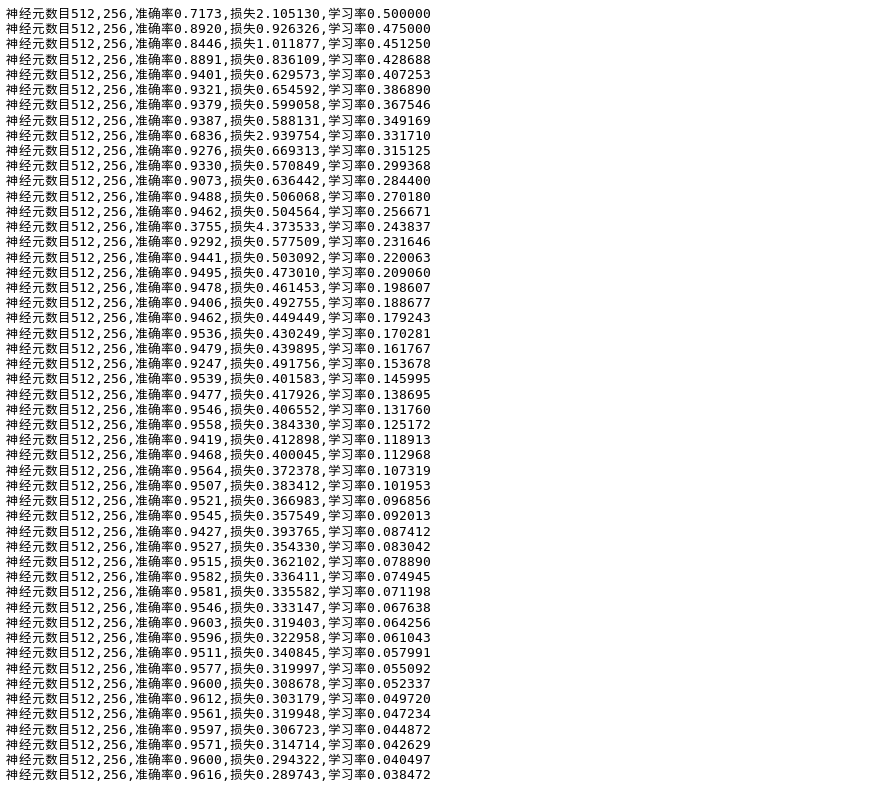 神经元数目512,256,准确率0.7173,损失2.105130,学习率0.500000
神经元数目512,256,准确率0.8920,损失0.926326,学习率0.475000
神经元数目512,256,准确率0.8446,损失1.011877,学习率0.451250
神经元数目512,256,准确率0.8891,损失0.836109,学习率0.428688
神经元数目512,256,准确率0.9401,损失0.629573,学习率0.407253
神经元数目512,256,准确率0.9321,损失0.654592,学习率0.386890
神经元数目512,256,准确率0.9379,损失0.599058,学习率0.367546
神经元数目512,256,准确率0.9387,损失0.588131,学习率0.349169
神经元数目512,256,准确率0.6836,损失2.939754,学习率0.331710
神经元数目512,256,准确率0.9276,损失0.669313,学习率0.315125
神经元数目512,256,准确率0.9330,损失0.570849,学习率0.299368
神经元数目512,256,准确率0.9073,损失0.636442,学习率0.284400
神经元数目512,256,准确率0.9488,损失0.506068,学习率0.270180
神经元数目512,256,准确率0.9462,损失0.504564,学习率0.256671
神经元数目512,256,准确率0.3755,损失4.373533,学习率0.243837
神经元数目512,256,准确率0.9292,损失0.577509,学习率0.231646
神经元数目512,256,准确率0.9441,损失0.503092,学习率0.220063
神经元数目512,256,准确率0.9495,损失0.473010,学习率0.209060
神经元数目512,256,准确率0.9478,损失0.461453,学习率0.198607
神经元数目512,256,准确率0.9406,损失0.492755,学习率0.188677
神经元数目512,256,准确率0.9462,损失0.449449,学习率0.179243
神经元数目512,256,准确率0.9536,损失0.430249,学习率0.170281
神经元数目512,256,准确率0.9479,损失0.439895,学习率0.161767
神经元数目512,256,准确率0.9247,损失0.491756,学习率0.153678
神经元数目512,256,准确率0.9539,损失0.401583,学习率0.145995
神经元数目512,256,准确率0.9477,损失0.417926,学习率0.138695
神经元数目512,256,准确率0.9546,损失0.406552,学习率0.131760
神经元数目512,256,准确率0.9558,损失0.384330,学习率0.125172
神经元数目512,256,准确率0.9419,损失0.412898,学习率0.118913
神经元数目512,256,准确率0.9468,损失0.400045,学习率0.112968
神经元数目512,256,准确率0.9564,损失0.372378,学习率0.107319
神经元数目512,256,准确率0.9507,损失0.383412,学习率0.101953
神经元数目512,256,准确率0.9521,损失0.366983,学习率0.096856
神经元数目512,256,准确率0.9545,损失0.357549,学习率0.092013
神经元数目512,256,准确率0.9427,损失0.393765,学习率0.087412
神经元数目512,256,准确率0.9527,损失0.354330,学习率0.083042
神经元数目512,256,准确率0.9515,损失0.362102,学习率0.078890
神经元数目512,256,准确率0.9582,损失0.336411,学习率0.074945
神经元数目512,256,准确率0.9581,损失0.335582,学习率0.071198
神经元数目512,256,准确率0.9546,损失0.333147,学习率0.067638
神经元数目512,256,准确率0.9603,损失0.319403,学习率0.064256
神经元数目512,256,准确率0.9596,损失0.322958,学习率0.061043
神经元数目512,256,准确率0.9511,损失0.340845,学习率0.057991
神经元数目512,256,准确率0.9577,损失0.319997,学习率0.055092
神经元数目512,256,准确率0.9600,损失0.308678,学习率0.052337
神经元数目512,256,准确率0.9612,损失0.303179,学习率0.049720
神经元数目512,256,准确率0.9561,损失0.319948,学习率0.047234
神经元数目512,256,准确率0.9597,损失0.306723,学习率0.044872
神经元数目512,256,准确率0.9571,损失0.314714,学习率0.042629
神经元数目512,256,准确率0.9600,损失0.294322,学习率0.040497
神经元数目512,256,准确率0.9616,损失0.289743,学习率0.038472